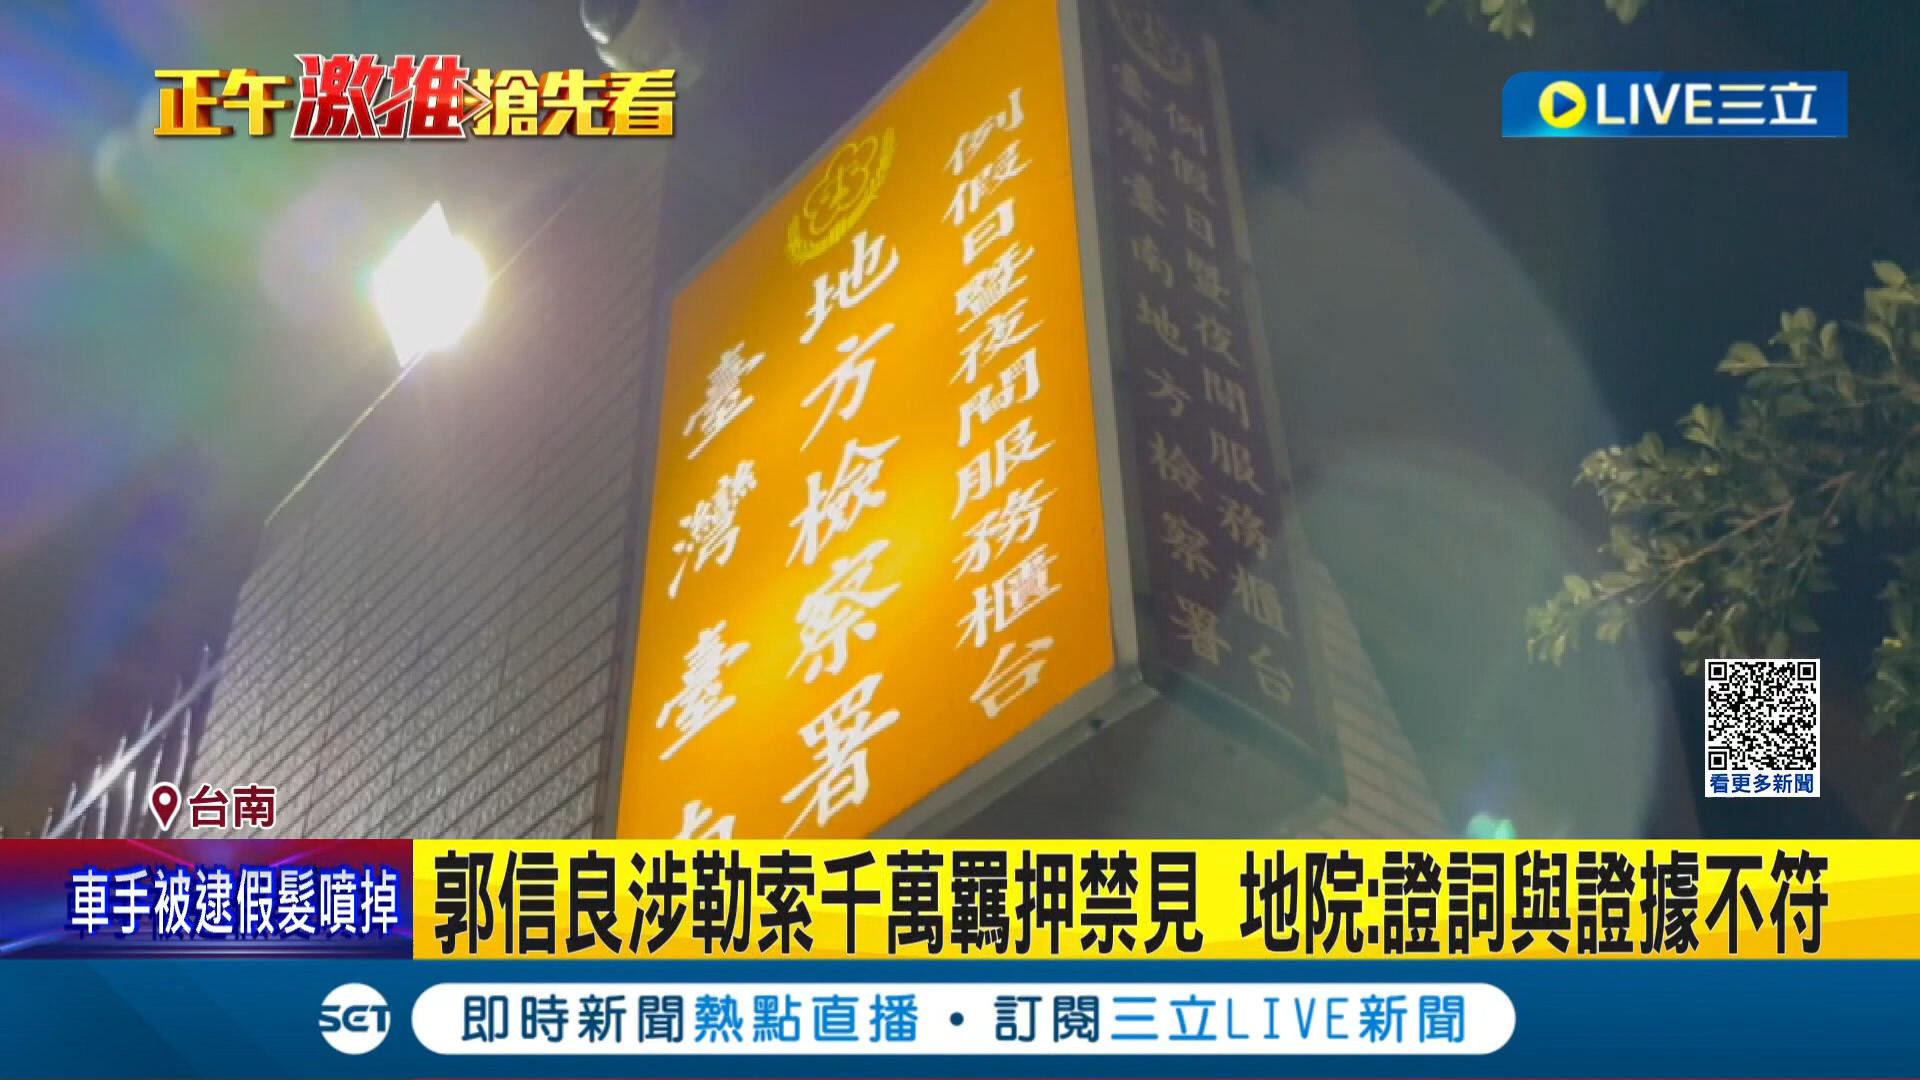 正午激推搶先看
LIVE三立
例假日暨夜間服務櫃台
地方檢察署
臺灣臺南
例假日暨夜間服務櫃台
臺灣臺南地方檢察署
看更多新聞
台南
車手被逮假髮噴掉
郭信良涉勒索千萬羈押禁見 地院:證詞與證據不符
SET
即時新聞熱點直播・訂閱三立LIVE新聞